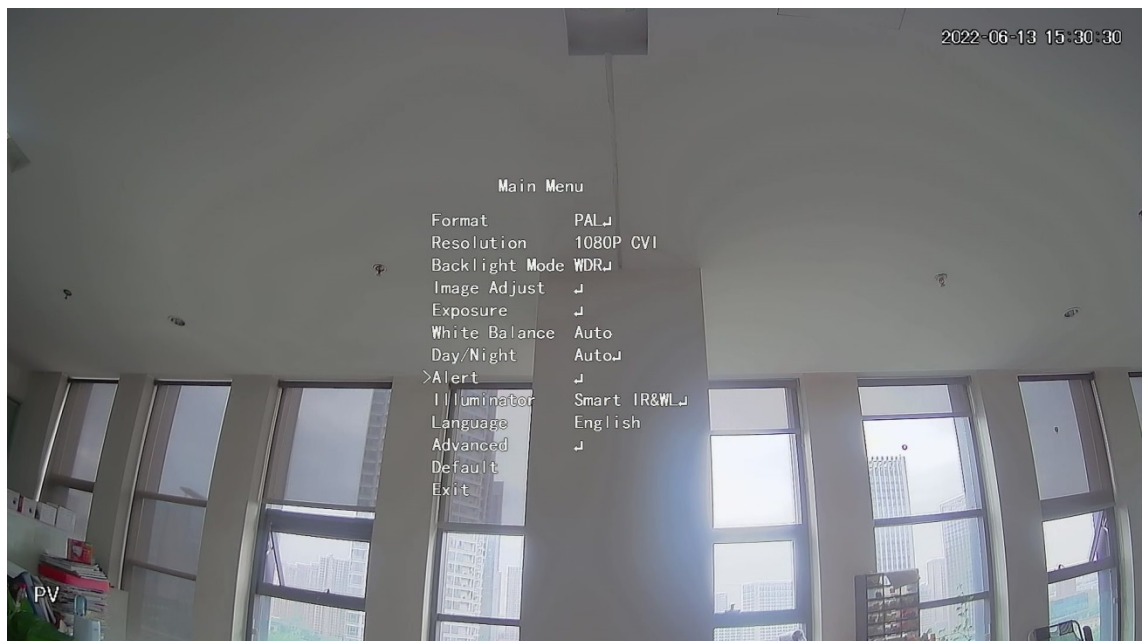 2022-06-13 15:30:30
Main Menu
Format PAL↵
Resolution 1080P CVI
Backlight Mode WDR↵
Image Adjust ↵
Exposure ↵
White Balance Auto
Day/Night Auto↵
>Alert ↵
Illuminator Smart IR&WL↵
Language English
Advanced ↵
Default
Exit
PV